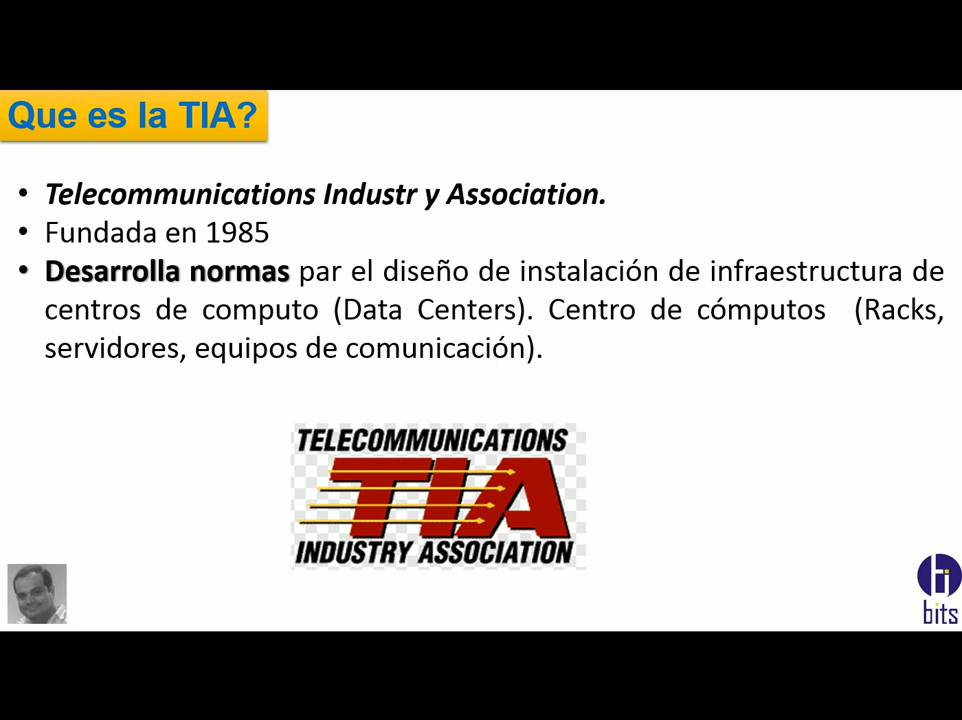 Que es la TIA?
• Telecommunications Industr y Association.
• Fundada en 1985
• Desarrolla normas par el diseño de instalación de infraestructura de
centros de computo (Data Centers). Centro de cómputos (Racks,
servidores, equipos de comunicación).
TELECOMMUNICATIONS
TIA
INDUSTRY ASSOCIATION
bits